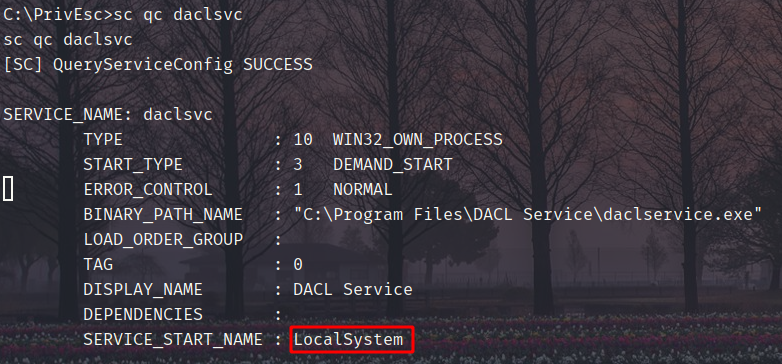 C:\PrivEsc>sc qc daclsvc
sc qc daclsvc
[SC] QueryServiceConfig SUCCESS
SERVICE_NAME: daclsvc
TYPE : 10 WIN32_OWN_PROCESS
START_TYPE : 3 DEMAND_START
ERROR_CONTROL : 1 NORMAL
BINARY_PATH_NAME : "C:\Program Files\DACL Service\daclservice.exe"
LOAD_ORDER_GROUP :
TAG : 0
DISPLAY_NAME : DACL Service
DEPENDENCIES :
SERVICE_START_NAME : LocalSystem